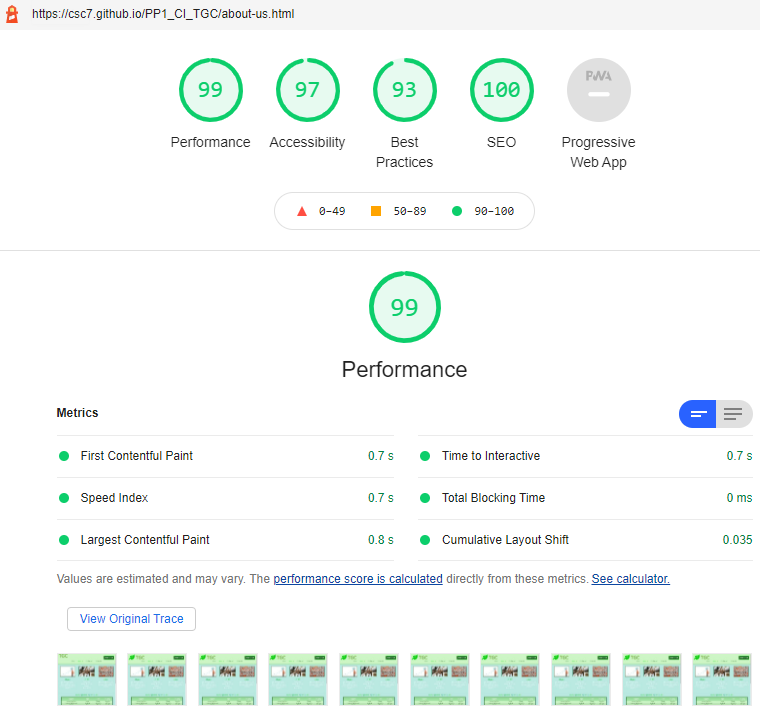 https://csc7.github.io/PP1_CI_TGC/about-us.html
99 97 93 100 PWA
Performance Accessibility Best Practices SEO Progressive Web App
0–49 50–89 90–100
99
Performance
Metrics
First Contentful Paint 0.7 s
Time to Interactive 0.7 s
Speed Index 0.7 s
Total Blocking Time 0 ms
Largest Contentful Paint 0.8 s
Cumulative Layout Shift 0.035
Values are estimated and may vary. The performance score is calculated directly from these metrics. See calculator.
View Original Trace